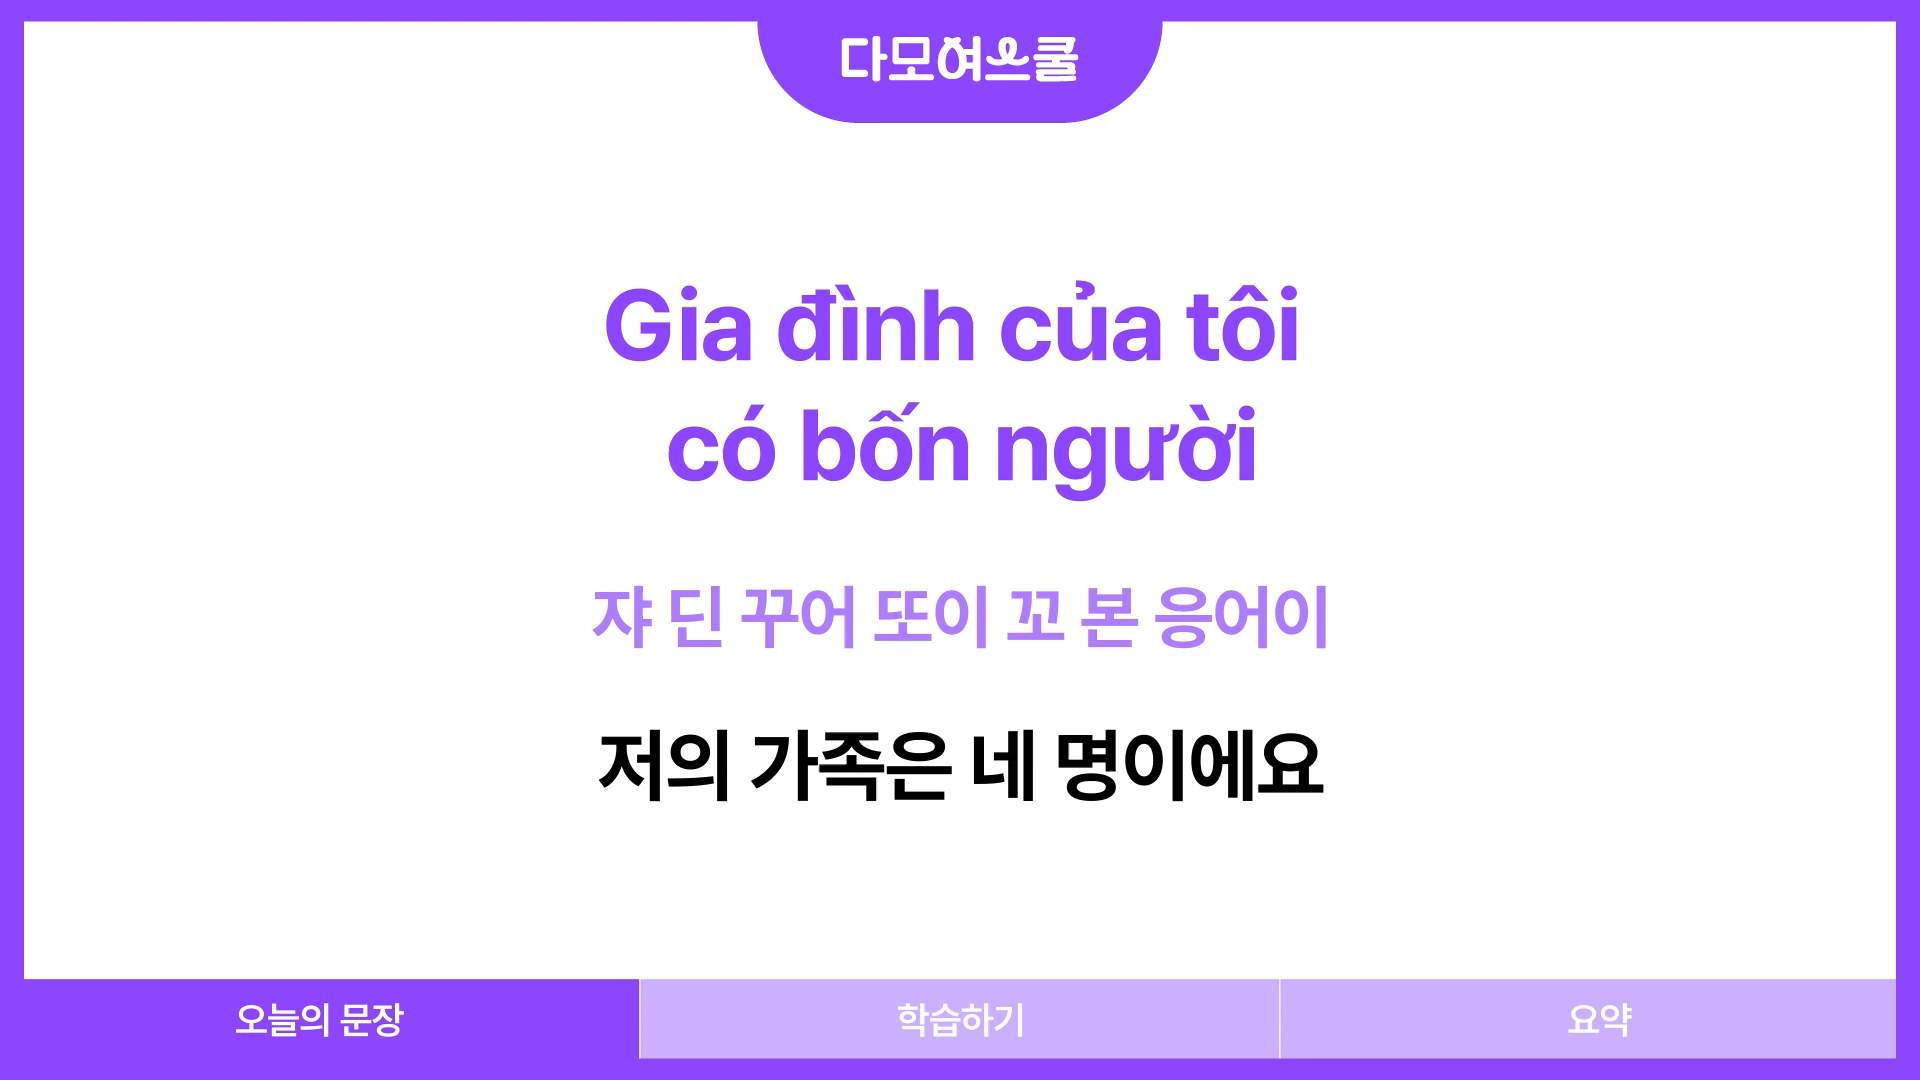 다모여스쿨
Gia đình của tôi
có bốn người
쟈 딘 꾸어 또이 꼬 본 응어이
저의 가족은 네 명이에요
오늘의 문장
학습하기
요약